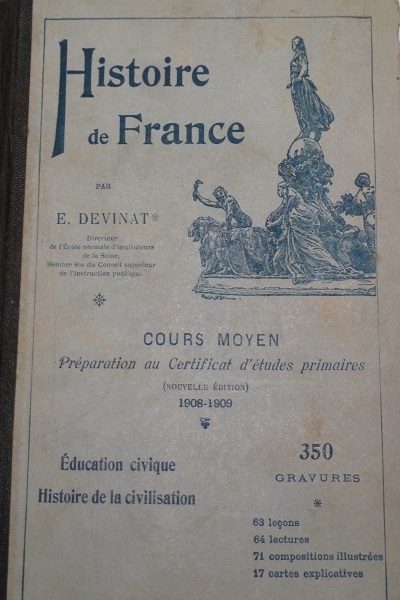 Histoire
de France
PAR
E. DEVINAT
Directeur
de l'École normale d'instituteurs
de la Seine,
Membre élu du Conseil supérieur
de l'Instruction publique.
COURS MOYEN
Préparation au Certificat d'études primaires
(NOUVELLE ÉDITION)
1908-1909
Éducation civique
Histoire de la civilisation
350
GRAVURES
63 leçons
64 lectures
71 compositions illustrées
17 cartes explicatives